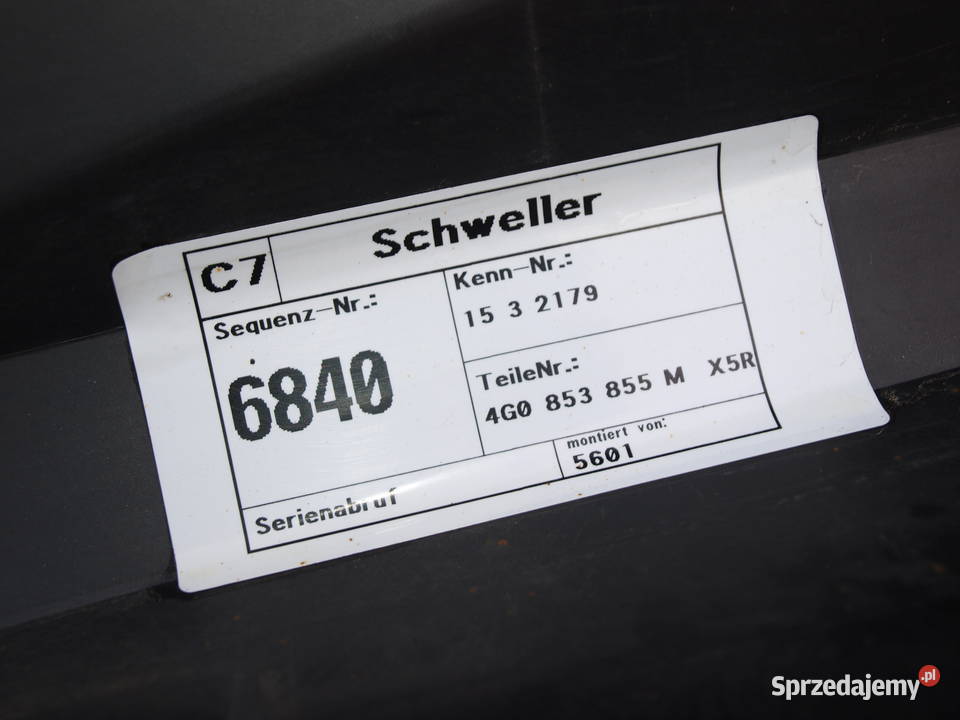 C7
Schweller
Sequenz-Nr.:
6840
Kenn-Nr.:
15 3 2179
TeileNr.:
4G0 853 855 M X5R
Serienabruf
montiert von:
5601
Sprzedajemy.pl